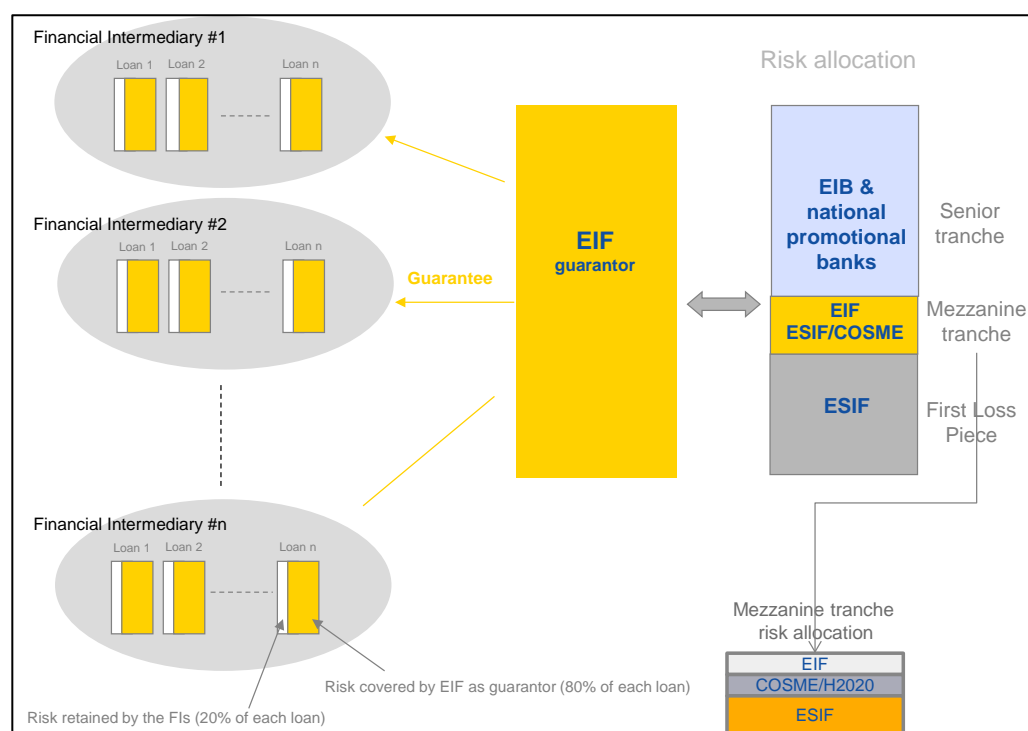 Financial Intermediary #1
Loan 1 Loan 2 Loan n
Risk allocation
Financial Intermediary #2
Loan 1 Loan 2 Loan n
Guarantee
EIF
guarantor
EIB &
national
promotional
banks
Senior
tranche
EIF
ESIF/COSME
Mezzanine
tranche
ESIF
First Loss
Piece
Financial Intermediary #n
Loan 1 Loan 2 Loan n
Risk covered by EIF as guarantor (80% of each loan)
Risk retained by the FIs (20% of each loan)
Mezzanine tranche
risk allocation
EIF
COSME/H2020
ESIF